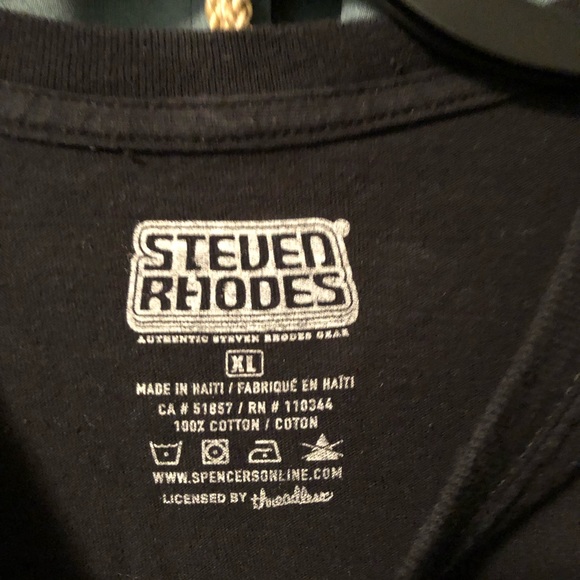 STEVEN
RHODES
AUTHENTIC STEVEN RHODES GEAR
XL
MADE IN HAITI / FABRIQUÉ EN HAÏTI
CA # 51857 / RN # 110344
100% COTTON / COTON
WWW.SPENCERSONLINE.COM
LICENSED BY threadless